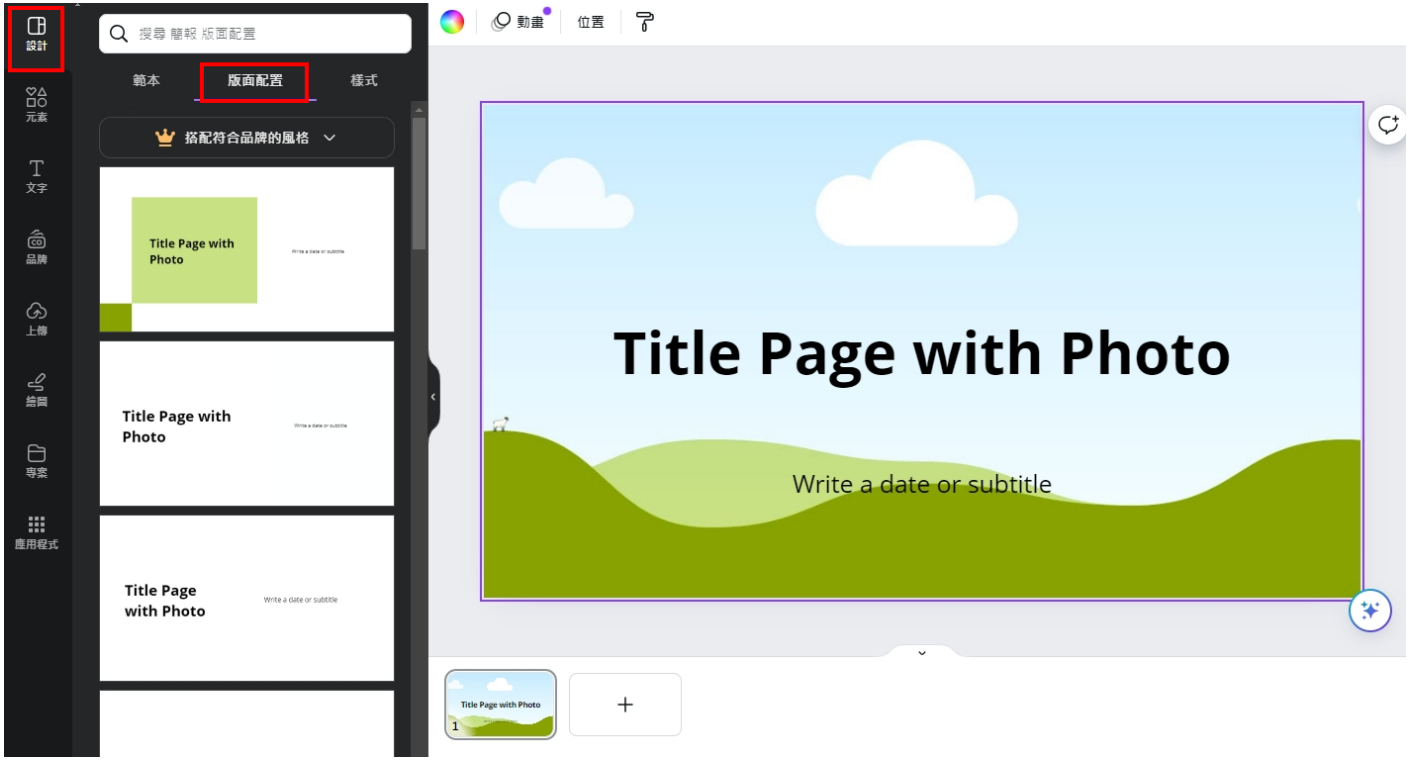 設計
元素
文字
CO
品牌
上傳
繪圖
專案
應用程式
搜尋 簡報 版面配置
範本
版面配置
樣式
搭配符合品牌的風格
Title Page with
Photo
Write a date or subtitle
Title Page with
Photo
Write a date or subtitle
Title Page
with Photo
Write a date or subtitle
動畫
位置
Title Page with Photo
Write a date or subtitle
Title Page with Photo
1